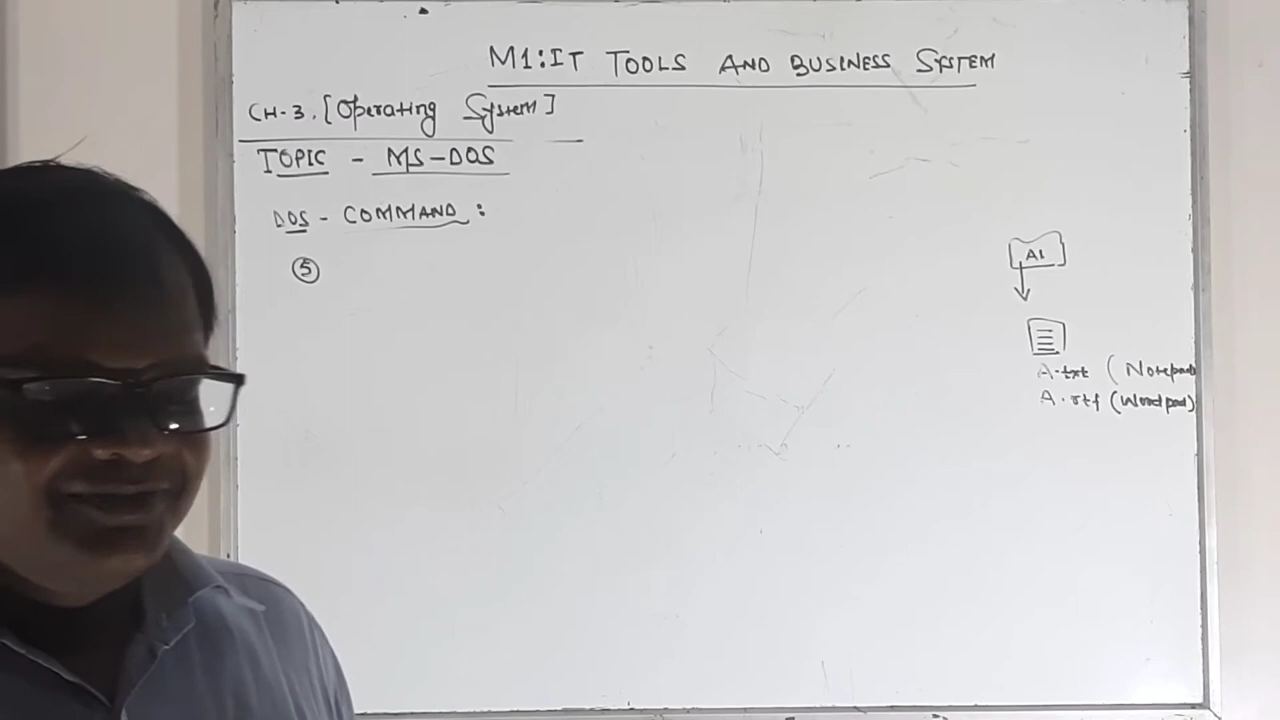 M1:IT TOOLS AND BUSINESS SYSTEM
CH-3. [Operating System]
TOPIC - MS-DOS
DOS - COMMAND :
5
A1
A.txt (Notepad
A.rtf (Wordpad)